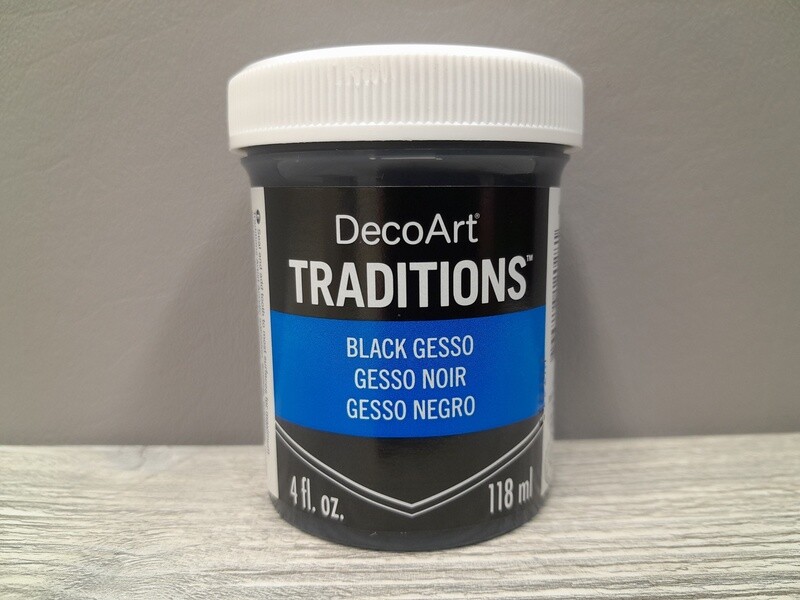 DecoArt®
TRADITIONS™
BLACK GESSO
GESSO NOIR
GESSO NEGRO
4 fl. oz.
118 ml